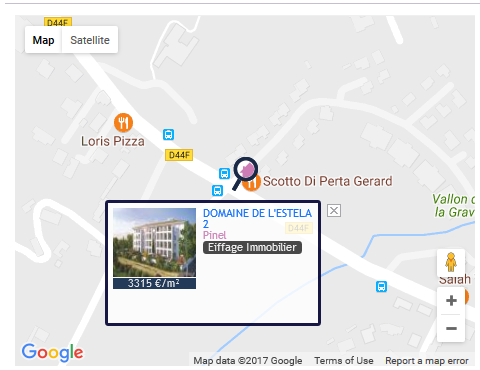 D44F
Map
Satellite
Loris Pizza
D44F
Scotto Di Perta Gerard
Vallon d
la Grav
DOMAINE DE L'ESTELA
2
Pinel
D44F
Eiffage Immobilier
3315 €/m²
Salah
+
−
Google
Map data ©2017 Google
Terms of Use
Report a map error